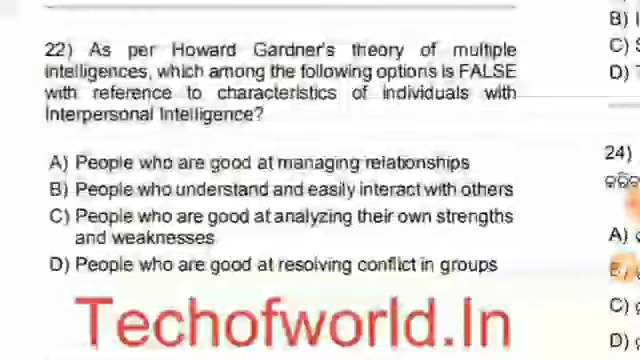 22) As per Howard Gardner's theory of multiple
intelligences, which among the following options is FALSE
with reference to characteristics of individuals with
Interpersonal Intelligence?
A) People who are good at managing relationships
B) People who understand and easily interact with others
C) People who are good at analyzing their own strengths
and weaknesses
D) People who are good at resolving conflict in groups
Techofworld.In
B)
C)
D)
24)
A)
B)
C)
D)